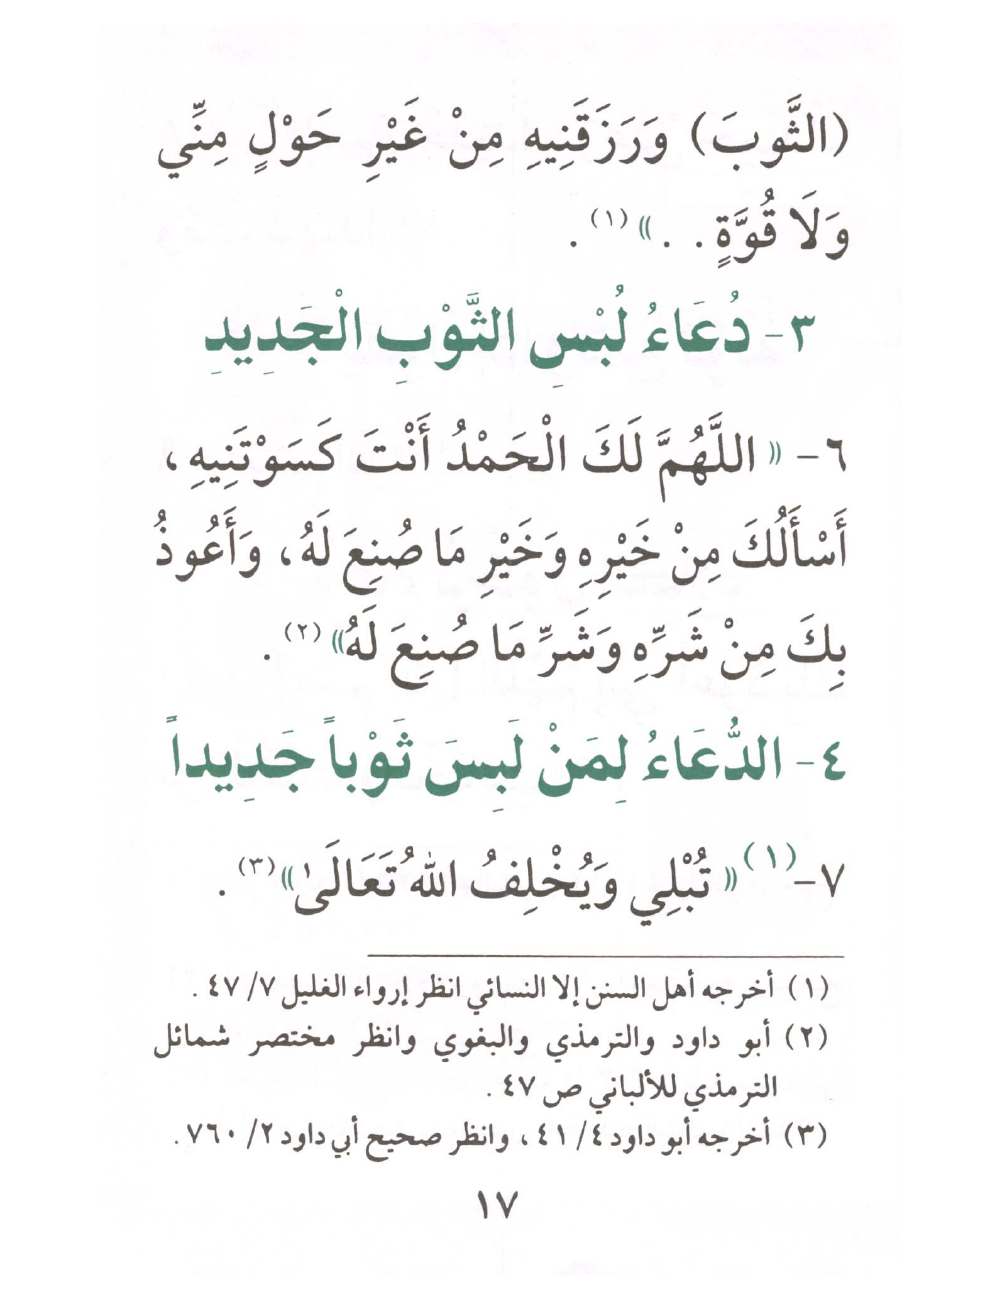 (الثَّوبَ) وَرَزَقَنِيهِ مِنْ غَيْرِ حَوْلٍ مِنِّي
وَلَا قُوَّةٍ . . .» (١) .
٣- دُعَاءُ لُبْسِ الثَّوْبِ الْجَدِيدِ
٦- « اللَّهُمَّ لَكَ الْحَمْدُ أَنْتَ كَسَوْتَنِيهِ ،
أَسْأَلُكَ مِنْ خَيْرِهِ وَخَيْرِ مَا صُنِعَ لَهُ، وَأَعُوذُ
بِكَ مِنْ شَرِّهِ وَشَرِّ مَا صُنِعَ لَهُ» (٢) .
٤- الدُّعَاءُ لِمَنْ لَبِسَ ثَوْباً جَدِيداً
٧-(١)« تُبْلِي وَيُخْلِفُ اللهُ تَعَالَىٰ»(٣) .
(١) أخرجه أهل السنن إلا النسائي انظر إرواء الغليل ٧/ ٤٧ .
(٢) أبو داود والترمذي والبغوي وانظر مختصر شمائل
الترمذي للألباني ص ٤٧ .
(٣) أخرجه أبو داود ٤/ ٤١ ، وانظر صحيح أبي داود ٢/ ٧٦٠ .
١٧